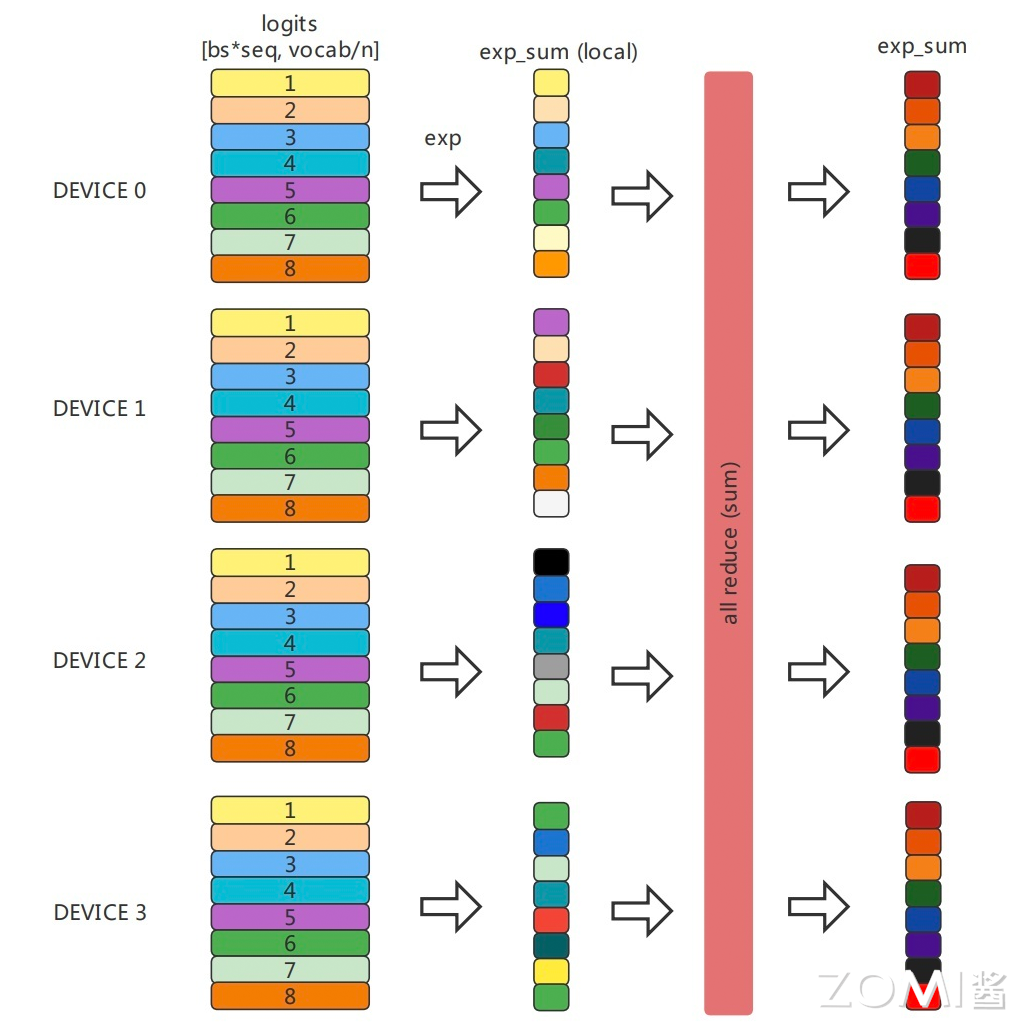 logits
[bs*seq, vocab/n]
exp_sum (local)
exp_sum
exp
DEVICE 0
1
2
3
4
5
6
7
8
DEVICE 1
1
2
3
4
5
6
7
8
all reduce (sum)
DEVICE 2
1
2
3
4
5
6
7
8
DEVICE 3
1
2
3
4
5
6
7
8
ZOMI酱